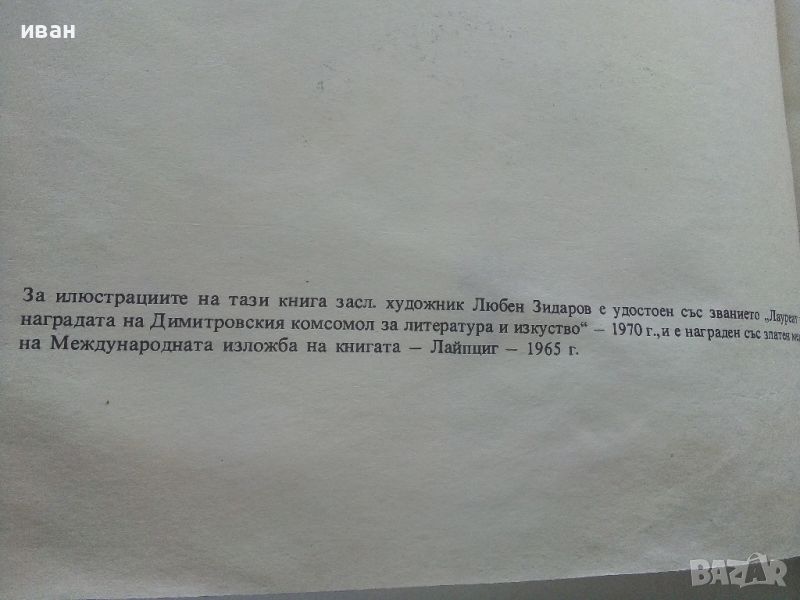 иван
За илюстрациите на тази книга засл. художник Любен Зидаров е удостоен със званието „Лауреат
наградата на Димитровския комсомол за литература и изкуство“ – 1970 г., и е награден със златен
на Международната изложба на книгата – Лайпциг – 1965 г.
BAZAR